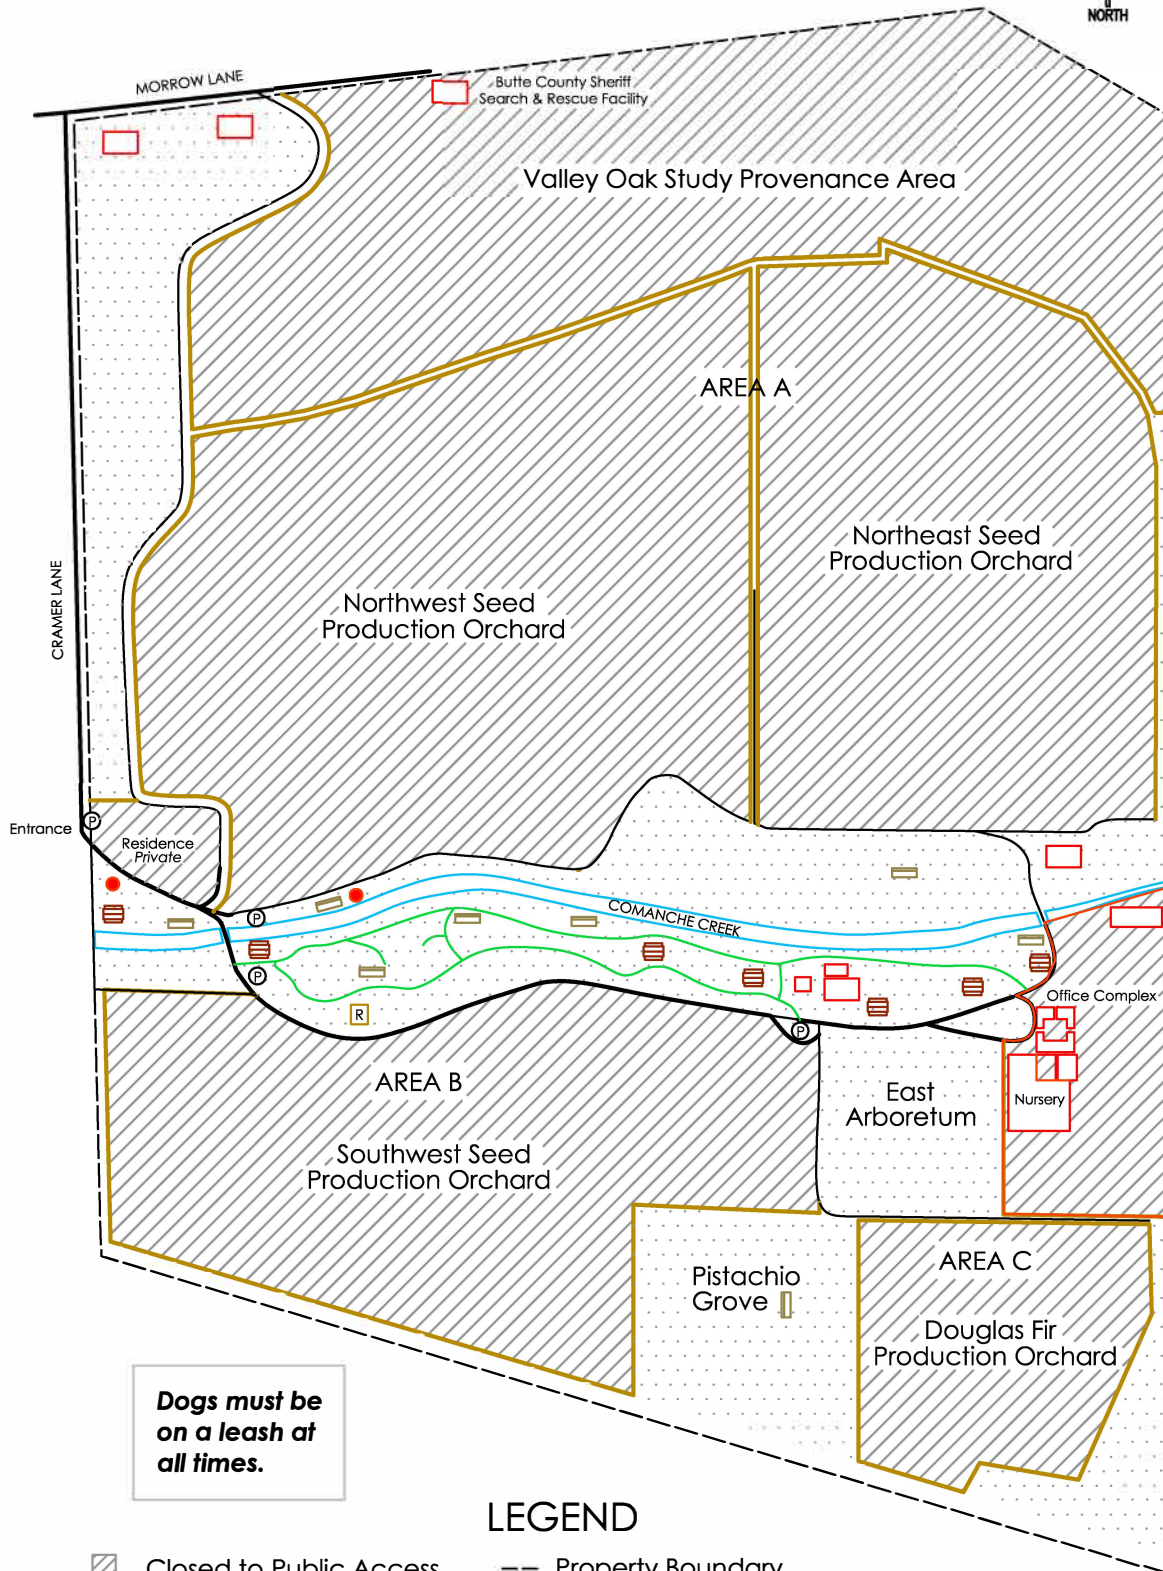 NORTH
MORROW LANE
Butte County Sheriff
Search & Rescue Facility
Valley Oak Study Provenance Area
AREA A
Northeast Seed
Production Orchard
CRAMER LANE
Northwest Seed
Production Orchard
P
Entrance
Residence
Private
P
COMANCHE CREEK
P
Office Complex
R
P
AREA B
East
Arboretum
Nursery
Southwest Seed
Production Orchard
AREA C
Pistachio
Grove
Douglas Fir
Production Orchard
Dogs must be
on a leash at
all times.
LEGEND
Closed to Public Access
Property Boundary